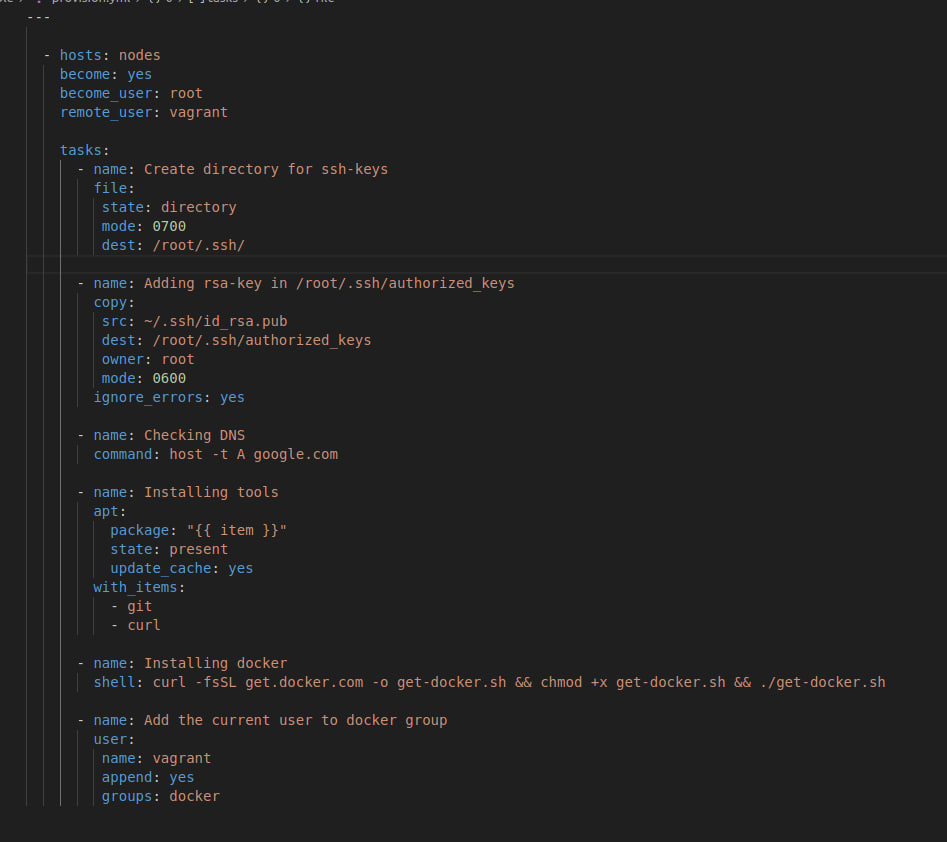 ---
- hosts: nodes
become: yes
become_user: root
remote_user: vagrant
tasks:
- name: Create directory for ssh-keys
file:
state: directory
mode: 0700
dest: /root/.ssh/
- name: Adding rsa-key in /root/.ssh/authorized_keys
copy:
src: ~/.ssh/id_rsa.pub
dest: /root/.ssh/authorized_keys
owner: root
mode: 0600
ignore_errors: yes
- name: Checking DNS
command: host -t A google.com
- name: Installing tools
apt:
package: "{{ item }}"
state: present
update_cache: yes
with_items:
- git
- curl
- name: Installing docker
shell: curl -fsSL get.docker.com -o get-docker.sh && chmod +x get-docker.sh && ./get-docker.sh
- name: Add the current user to docker group
user:
name: vagrant
append: yes
groups: docker